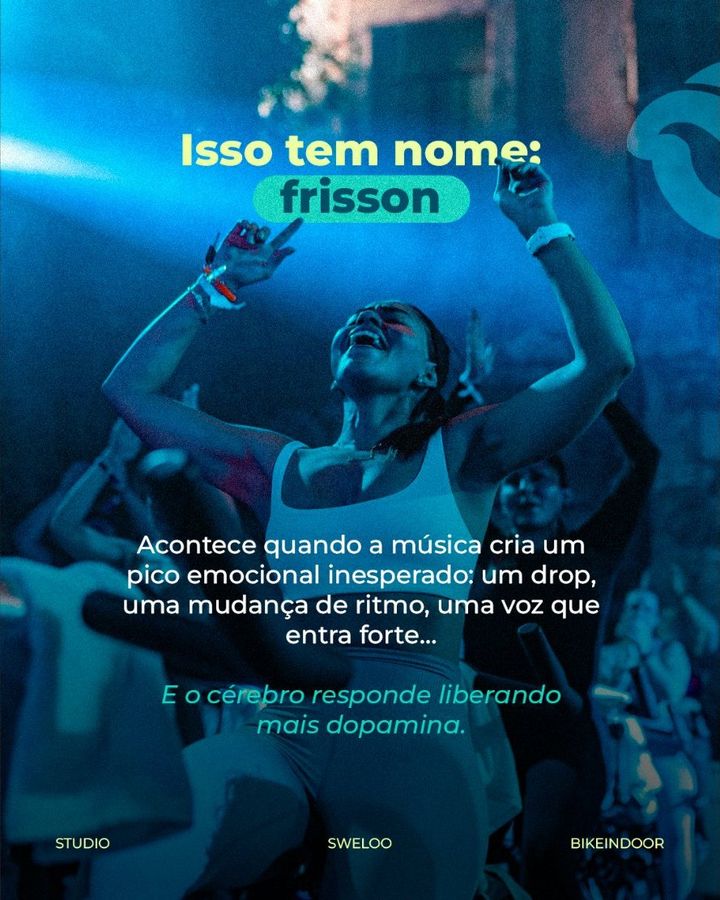 Isso tem nome:
frisson
Acontece quando a música cria um
pico emocional inesperado: um drop,
uma mudança de ritmo, uma voz que
entra forte...
E o cérebro responde liberando
mais dopamina.
STUDIO
SWELOO
BIKEINDOOR